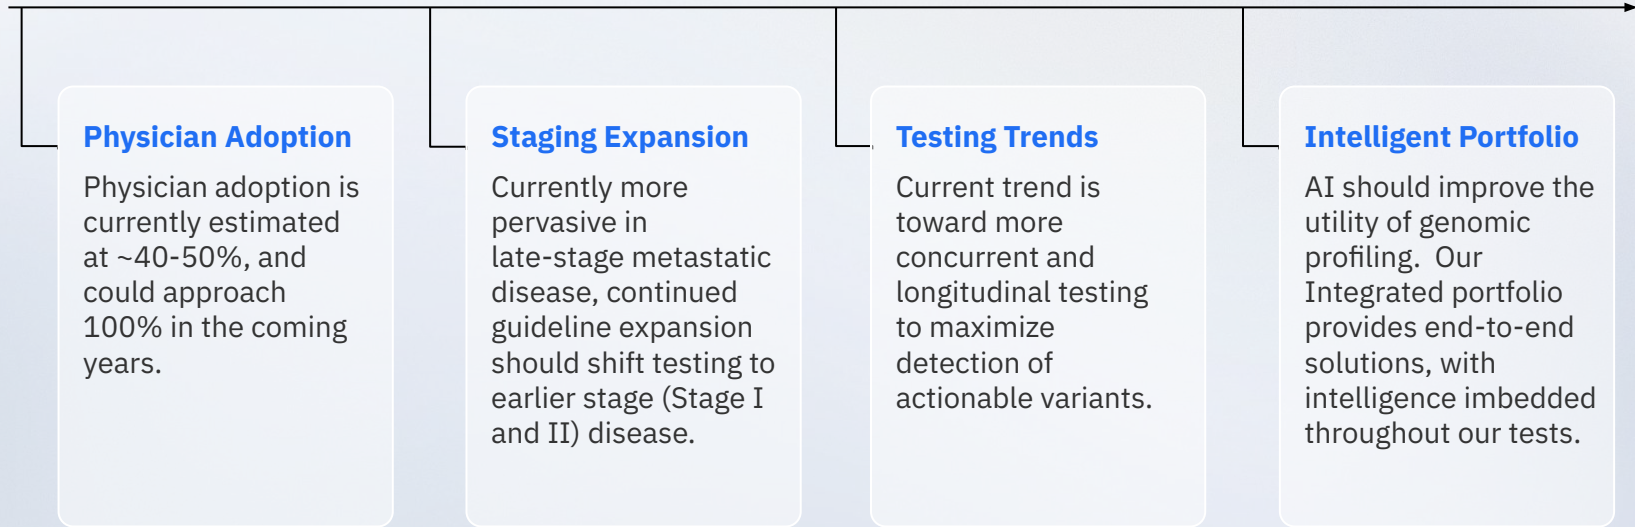 Physician Adoption
Physician adoption is
currently estimated
at ~40-50%, and
could approach
100% in the coming
years.
Staging Expansion
Currently more
pervasive in
late-stage metastatic
disease, continued
guideline expansion
should shift testing to
earlier stage (Stage I
and II) disease.
Testing Trends
Current trend is
toward more
concurrent and
longitudinal testing
to maximize
detection of
actionable variants.
Intelligent Portfolio
AI should improve the
utility of genomic
profiling.  Our
Integrated portfolio
provides end-to-end
solutions, with
intelligence imbedded
throughout our tests.